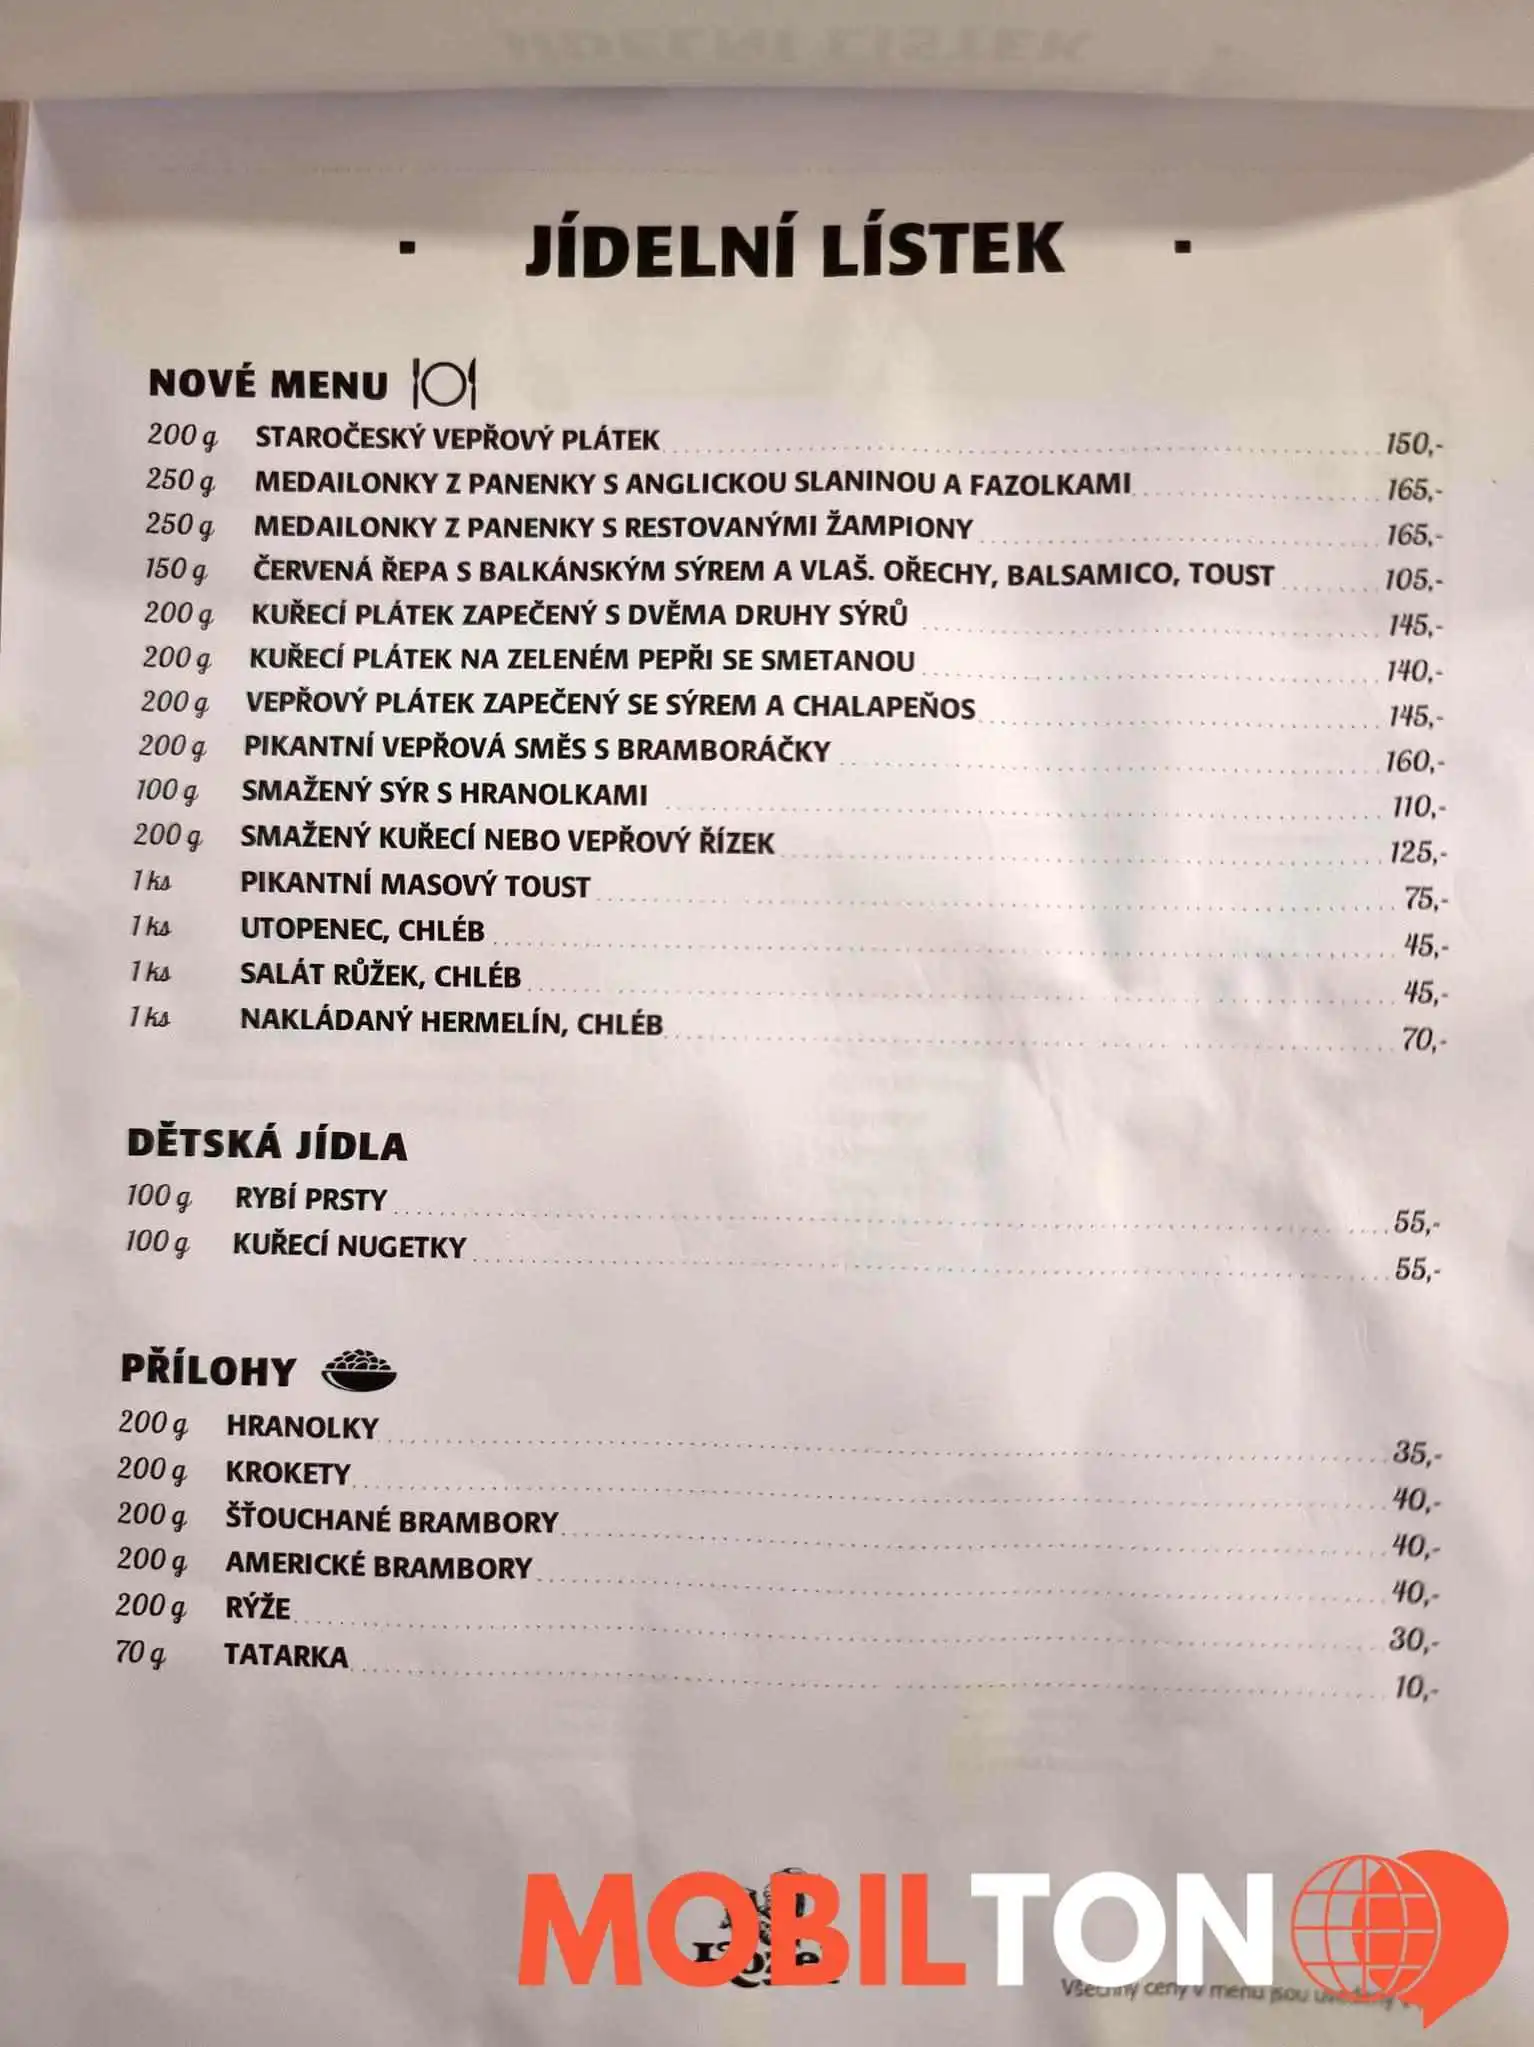 JÍDELNÍ LÍSTEK
NOVÉ MENU
200 g STAROČESKÝ VEPŘOVÝ PLÁTEK 150,-
250 g MEDAILONKY Z PANENKY S ANGLICKOU SLANINOU A FAZOLKAMI 165,-
250 g MEDAILONKY Z PANENKY S RESTOVANÝMI ŽAMPIONY 165,-
150 g ČERVENÁ ŘEPA S BALKÁNSKÝM SÝREM A VLAŠ. OŘECHY, BALSAMICO, TOUST 105,-
200 g KUŘECÍ PLÁTEK ZAPEČENÝ S DVĚMA DRUHY SÝRŮ 145,-
200 g KUŘECÍ PLÁTEK NA ZELENÉM PEPŘI SE SMETANOU 140,-
200 g VEPŘOVÝ PLÁTEK ZAPEČENÝ SE SÝREM A CHALAPEŇOS 145,-
200 g PIKANTNÍ VEPŘOVÁ SMĚS S BRAMBORÁČKY 160,-
100 g SMAŽENÝ SÝR S HRANOLKAMI 110,-
200 g SMAŽENÝ KUŘECÍ NEBO VEPŘOVÝ ŘÍZEK 125,-
1 ks PIKANTNÍ MASOVÝ TOUST 75,-
1 ks UTOPENEC, CHLÉB 45,-
1 ks SALÁT RŮŽEK, CHLÉB 45,-
1 ks NAKLÁDANÝ HERMELÍN, CHLÉB 70,-
DĚTSKÁ JÍDLA
100 g RYBÍ PRSTY 55,-
100 g KUŘECÍ NUGETKY 55,-
PŘÍLOHY
200 g HRANOLKY 35,-
200 g KROKETY 40,-
200 g ŠŤOUCHANÉ BRAMBORY 40,-
200 g AMERICKÉ BRAMBORY 40,-
200 g RÝŽE 30,-
70 g TATARKA 10,-
MOBILTON
Všechny ceny v menu jsou